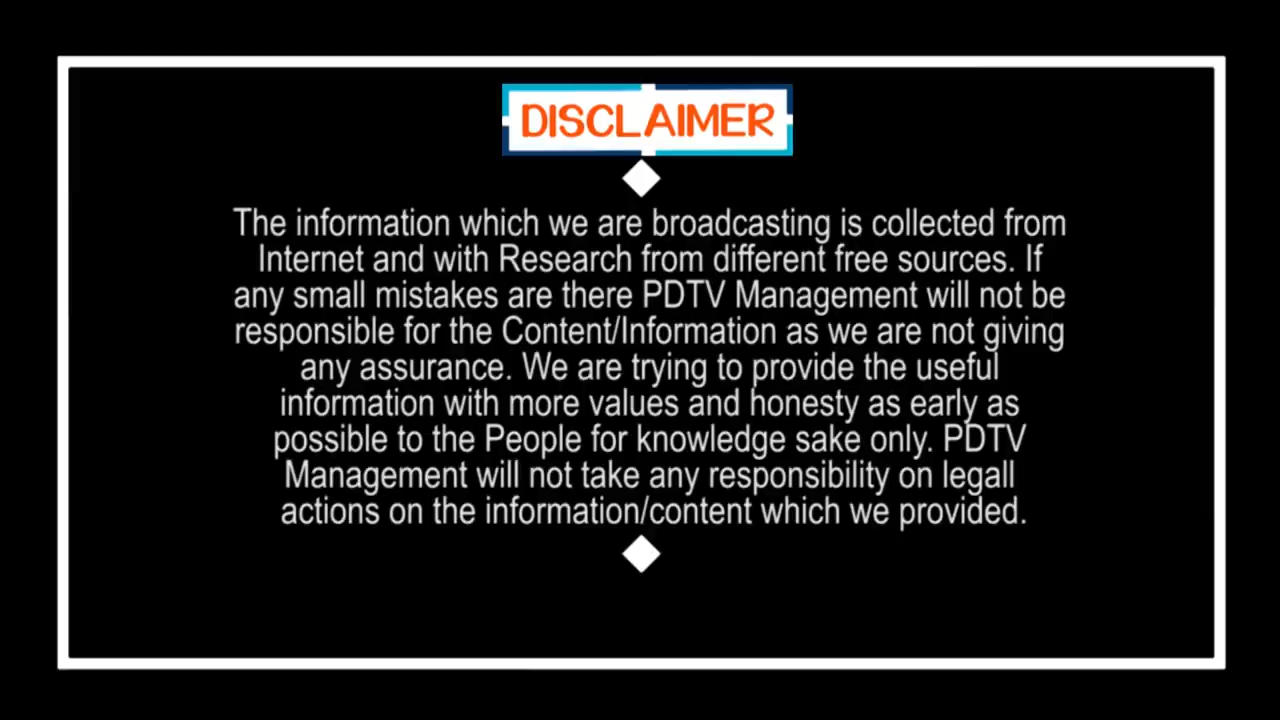 DISCLAIMER
The information which we are broadcasting is collected from
Internet and with Research from different free sources. If
any small mistakes are there PDTV Management will not be
responsible for the Content/Information as we are not giving
any assurance. We are trying to provide the useful
information with more values and honesty as early as
possible to the People for knowledge sake only. PDTV
Management will not take any responsibility on legall
actions on the information/content which we provided.